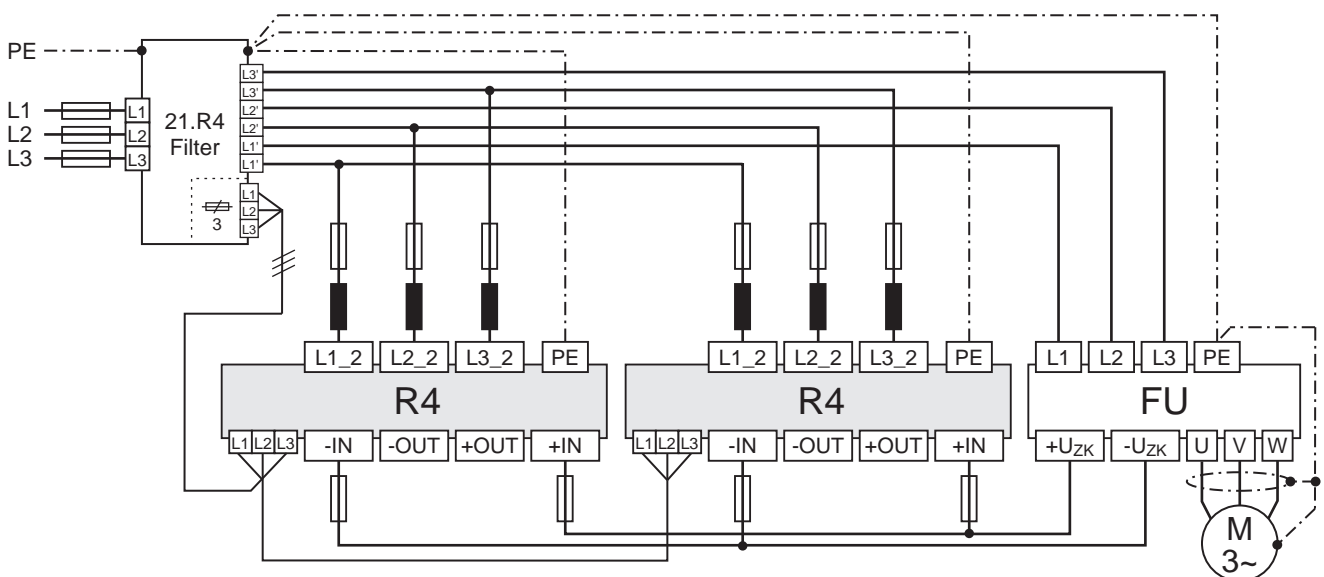 PE
L1
L2
L3
L1
L2
L3
21.R4
Filter
L3'
L3'
L2'
L2'
L1'
L1'
L1
L2
L3
3
L1_2
L2_2
L3_2
PE
R4
L1
L2
L3
-IN
-OUT
+OUT
+IN
L1_2
L2_2
L3_2
PE
R4
L1
L2
L3
-IN
-OUT
+OUT
+IN
L1
L2
L3
PE
FU
+UZK
-UZK
U
V
W
M
3~